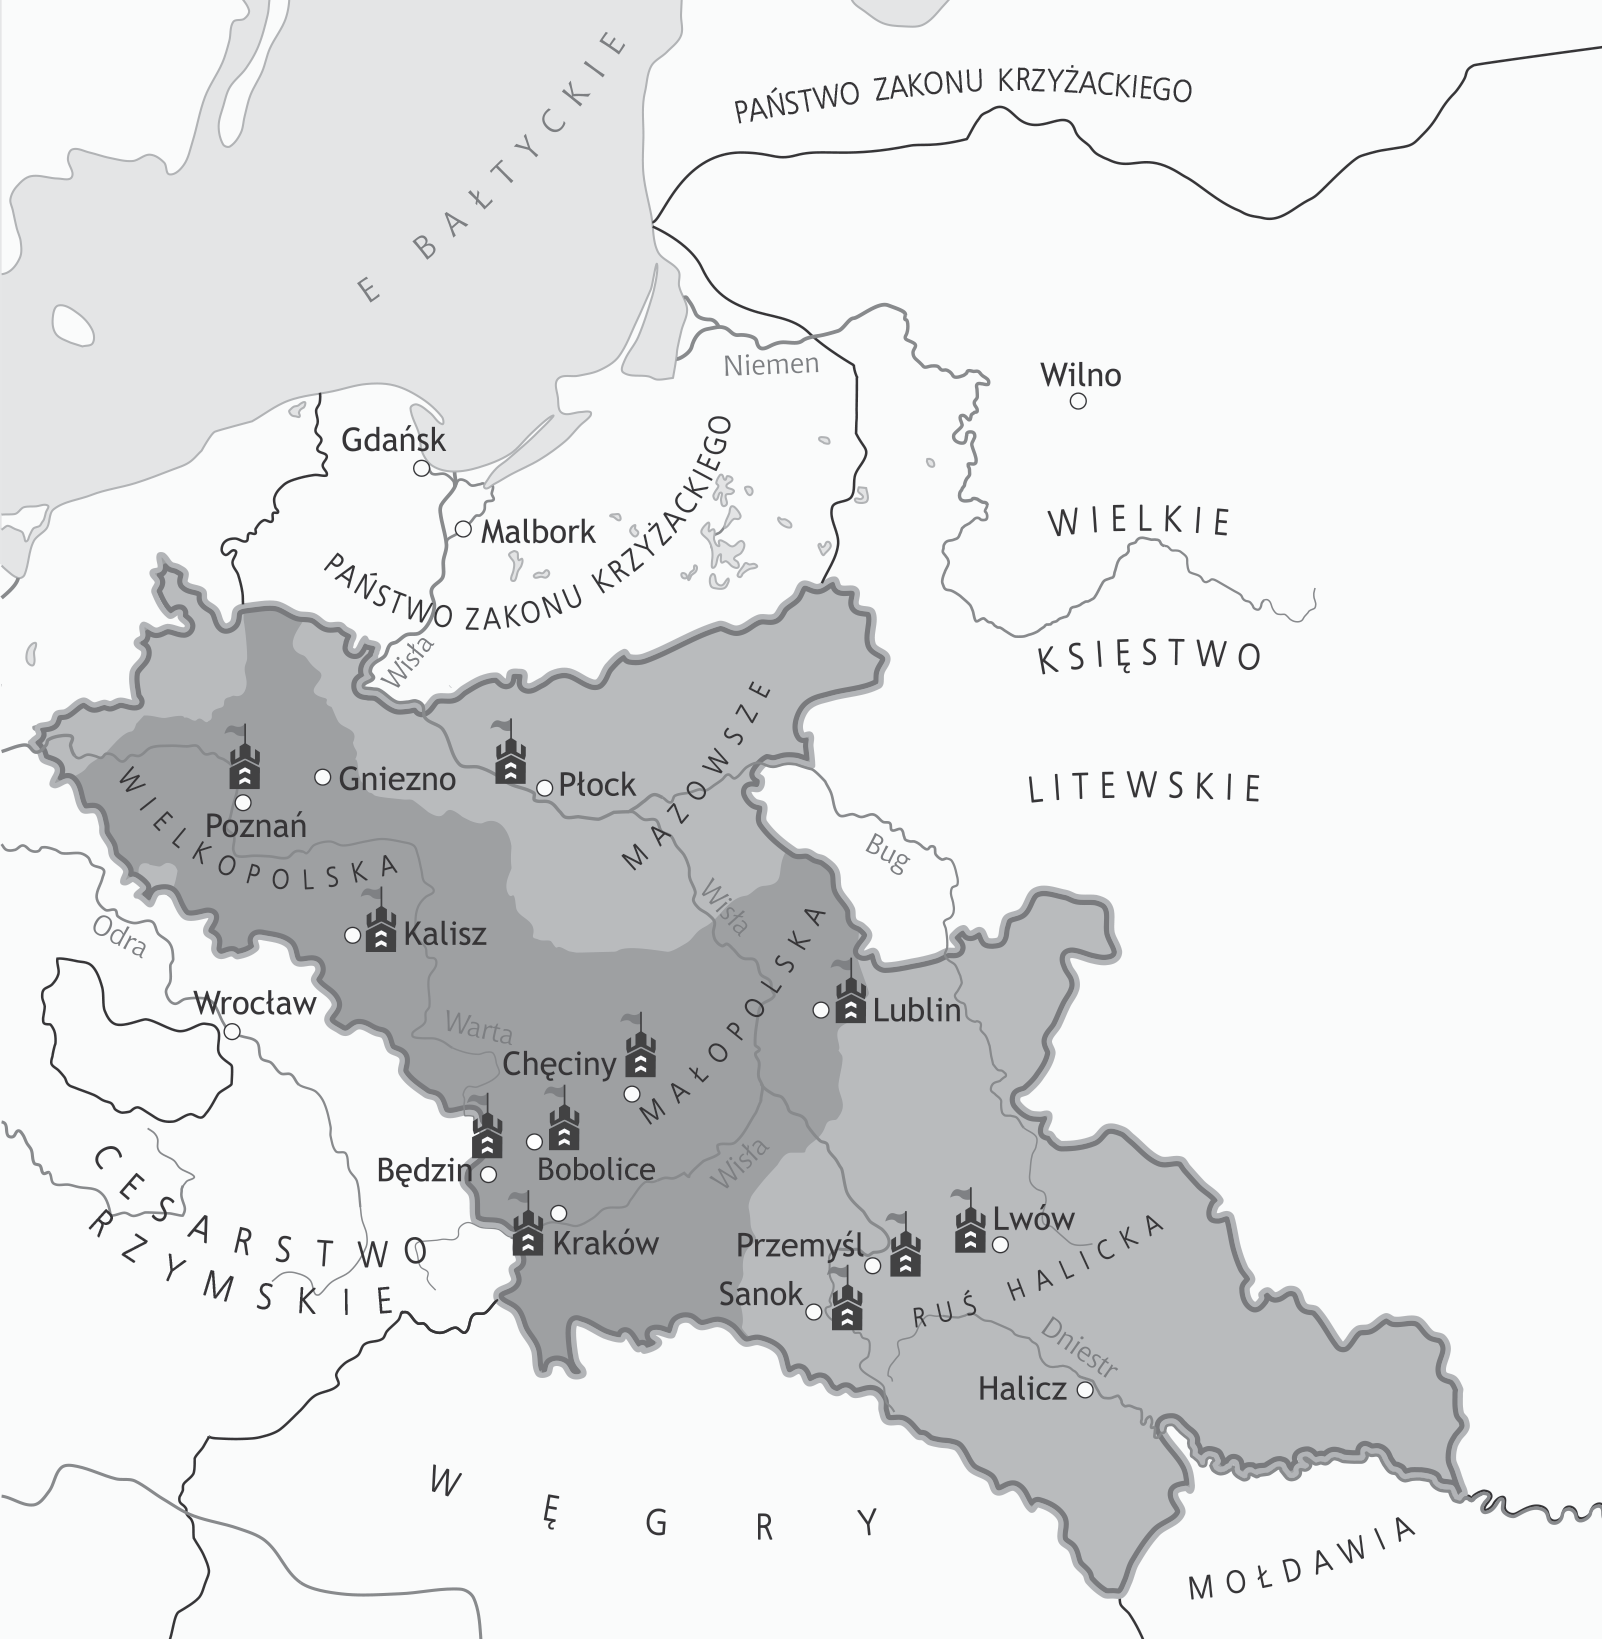 PAŃSTWO ZAKONU KRZYŻACKIEGO
E BAŁTYCKIE
Niemen
Wilno
Gdańsk
Malbork
WIELKIE
PAŃSTWO ZAKONU KRZYŻACKIEGO
Wisła
KSIĘSTWO
MAZOWSZE
Gniezno
Płock
LITEWSKIE
Poznań
WIELKOPOLSKA
Bug
Wisła
Odra
Kalisz
MAŁOPOLSKA
Wrocław
Lublin
Warta
Chęciny
Będzin
Bobolice
Wisła
CESARSTWO
RZYMSKIE
Kraków
Przemyśl
Lwów
Sanok
RUŚ HALICKA
Dniestr
Halicz
WĘGRY
MOŁDAWIA